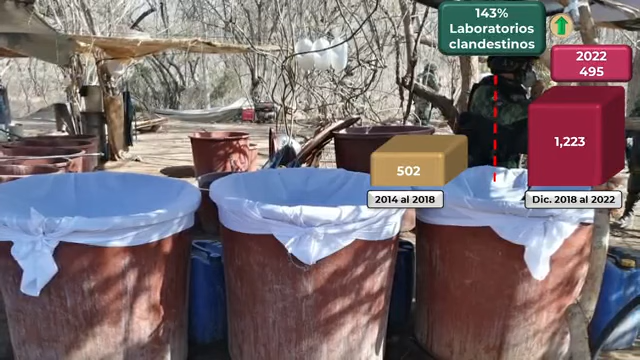 143%
Laboratorios
clandestinos
2022
495
1,223
502
2014 al 2018
Dic. 2018 al 2022